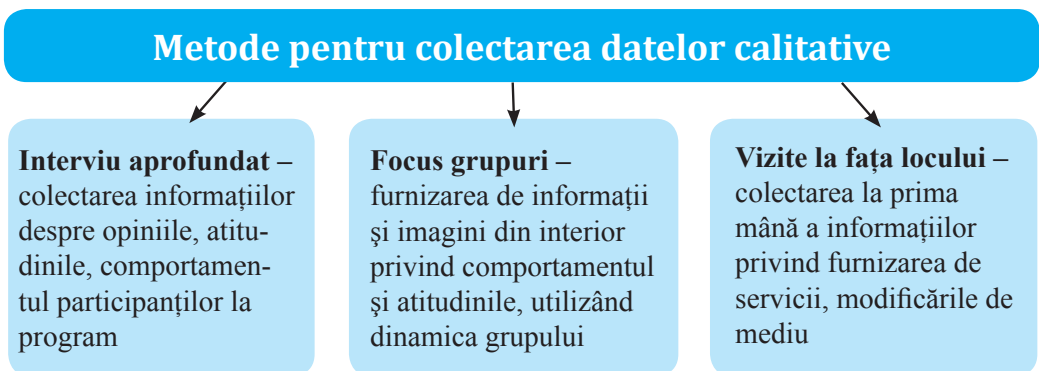 Metode pentru colectarea datelor calitative
Interviu aprofundat –
colectarea informațiilor
despre opiniile, atitu-
dinile, comportamen-
tul participanților la
program
Focus grupuri –
furnizarea de informații
şi imagini din interior
privind comportamentul
şi atitudinile, utilizând
dinamica grupului
Vizite la fața locului –
colectarea la prima
mână a informațiilor
privind furnizarea de
servicii, modificările de
mediu